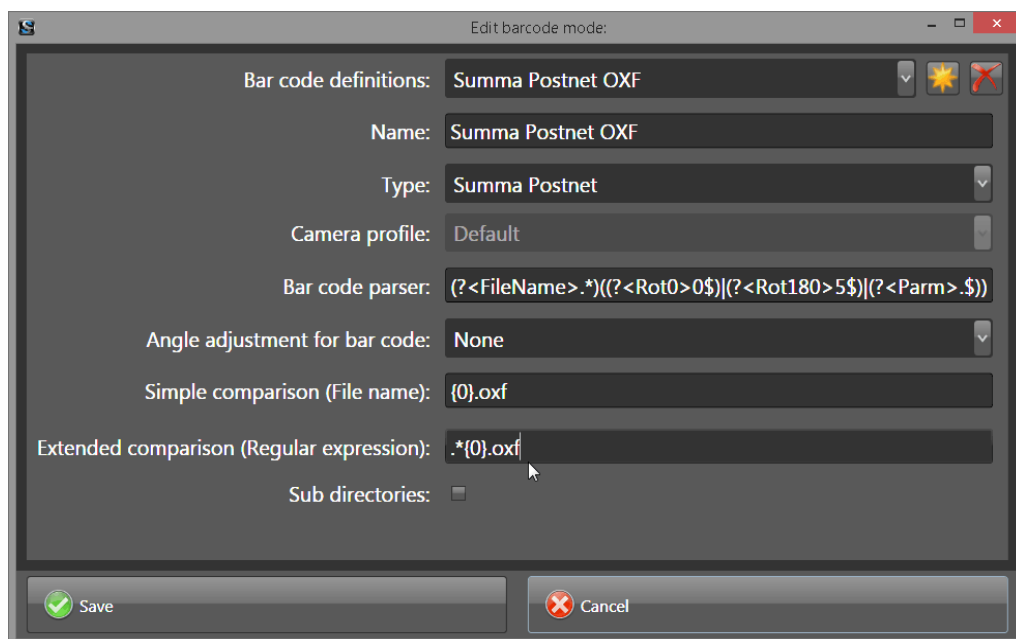 Edit barcode mode:
Bar code definitions: Summa Postnet OXF
Name: Summa Postnet OXF
Type: Summa Postnet
Camera profile: Default
Bar code parser: (?<FileName>.*)((?<Rot0>0$)|(?<Rot180>5$)|(?<Parm>.$))
Angle adjustment for bar code: None
Simple comparison (File name): {0}.oxf
Extended comparison (Regular expression): .*{0}.oxf
Sub directories:
Save Cancel